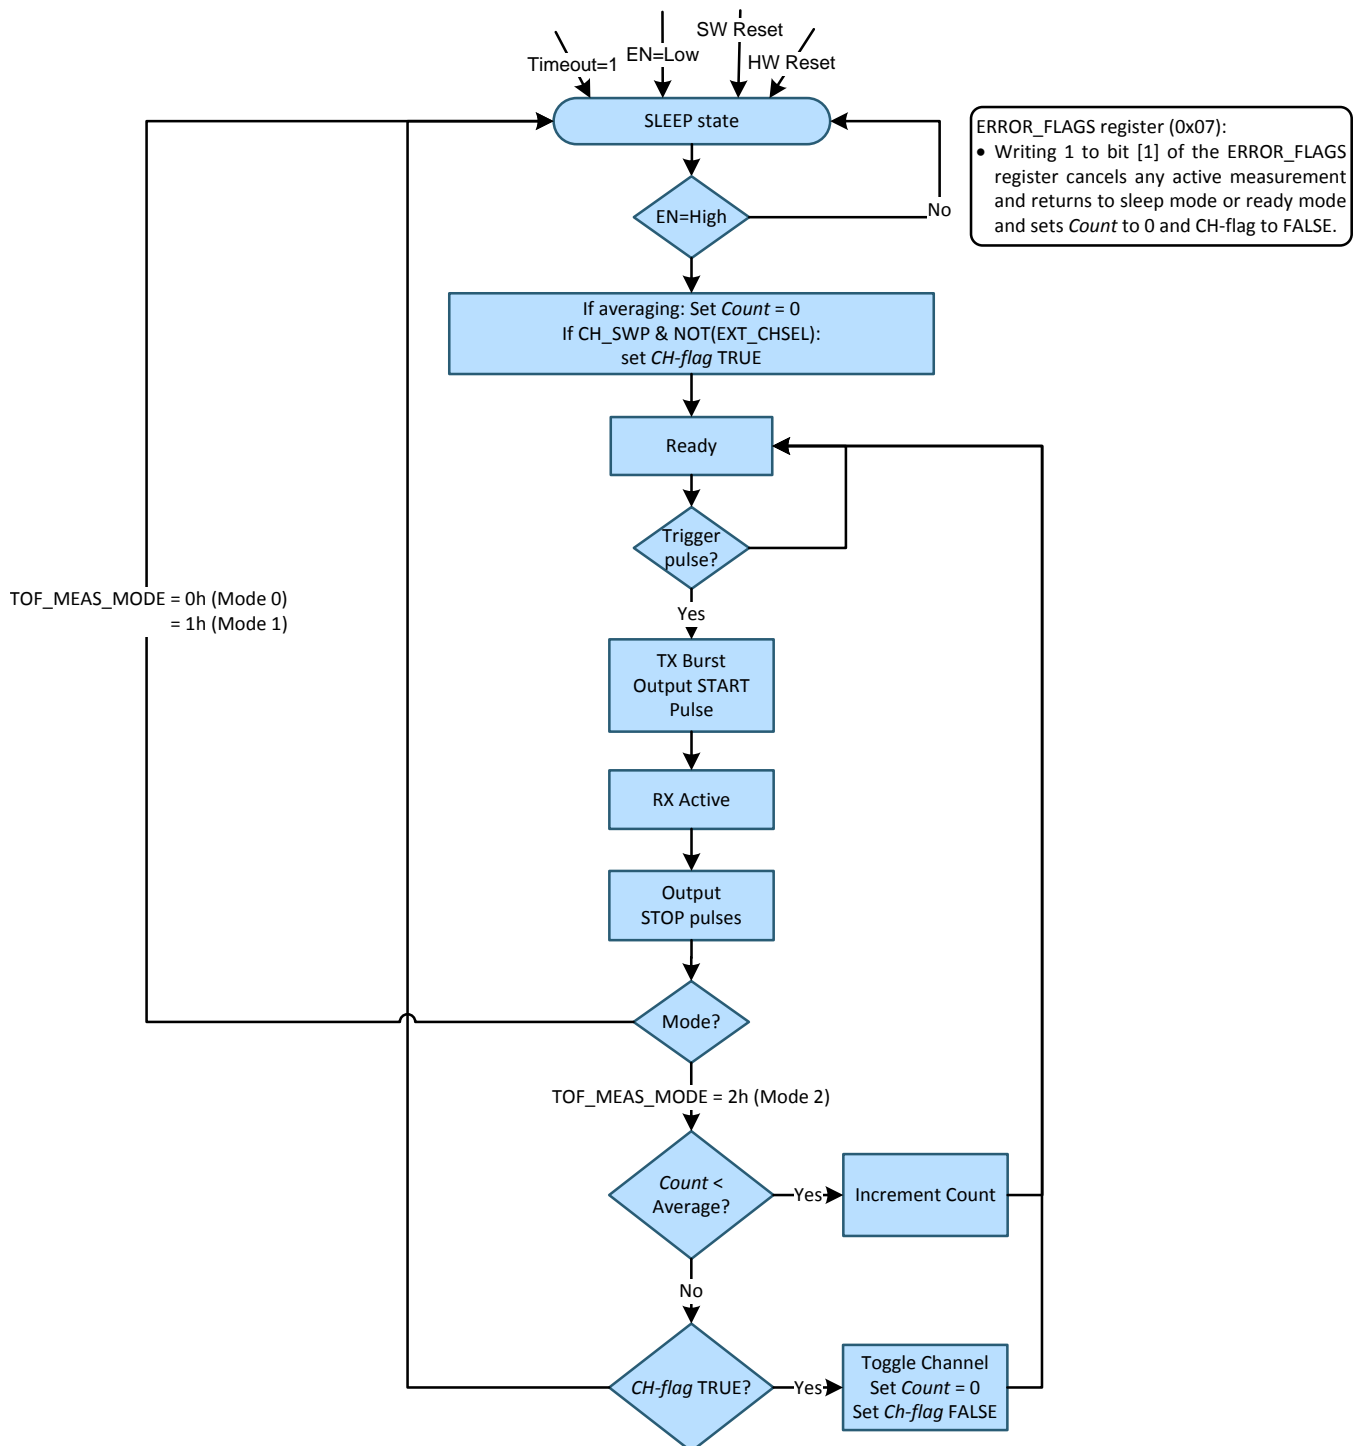 SW Reset
EN=Low
HW Reset
Timeout=1
SLEEP state
ERROR_FLAGS register (0x07):
• Writing 1 to bit [1] of the ERROR_FLAGS
register cancels any active measurement
and returns to sleep mode or ready mode
and sets Count to 0 and CH-flag to FALSE.
EN=High
No
If averaging: Set Count = 0
If CH_SWP & NOT(EXT_CHSEL):
set CH-flag TRUE
Ready
Trigger
pulse?
Yes
TOF_MEAS_MODE = 0h (Mode 0)
= 1h (Mode 1)
TX Burst
Output START
Pulse
RX Active
Output
STOP pulses
Mode?
TOF_MEAS_MODE = 2h (Mode 2)
Count <
Average?
Yes
Increment Count
No
CH-flag TRUE?
Yes
Toggle Channel
Set Count = 0
Set Ch-flag FALSE